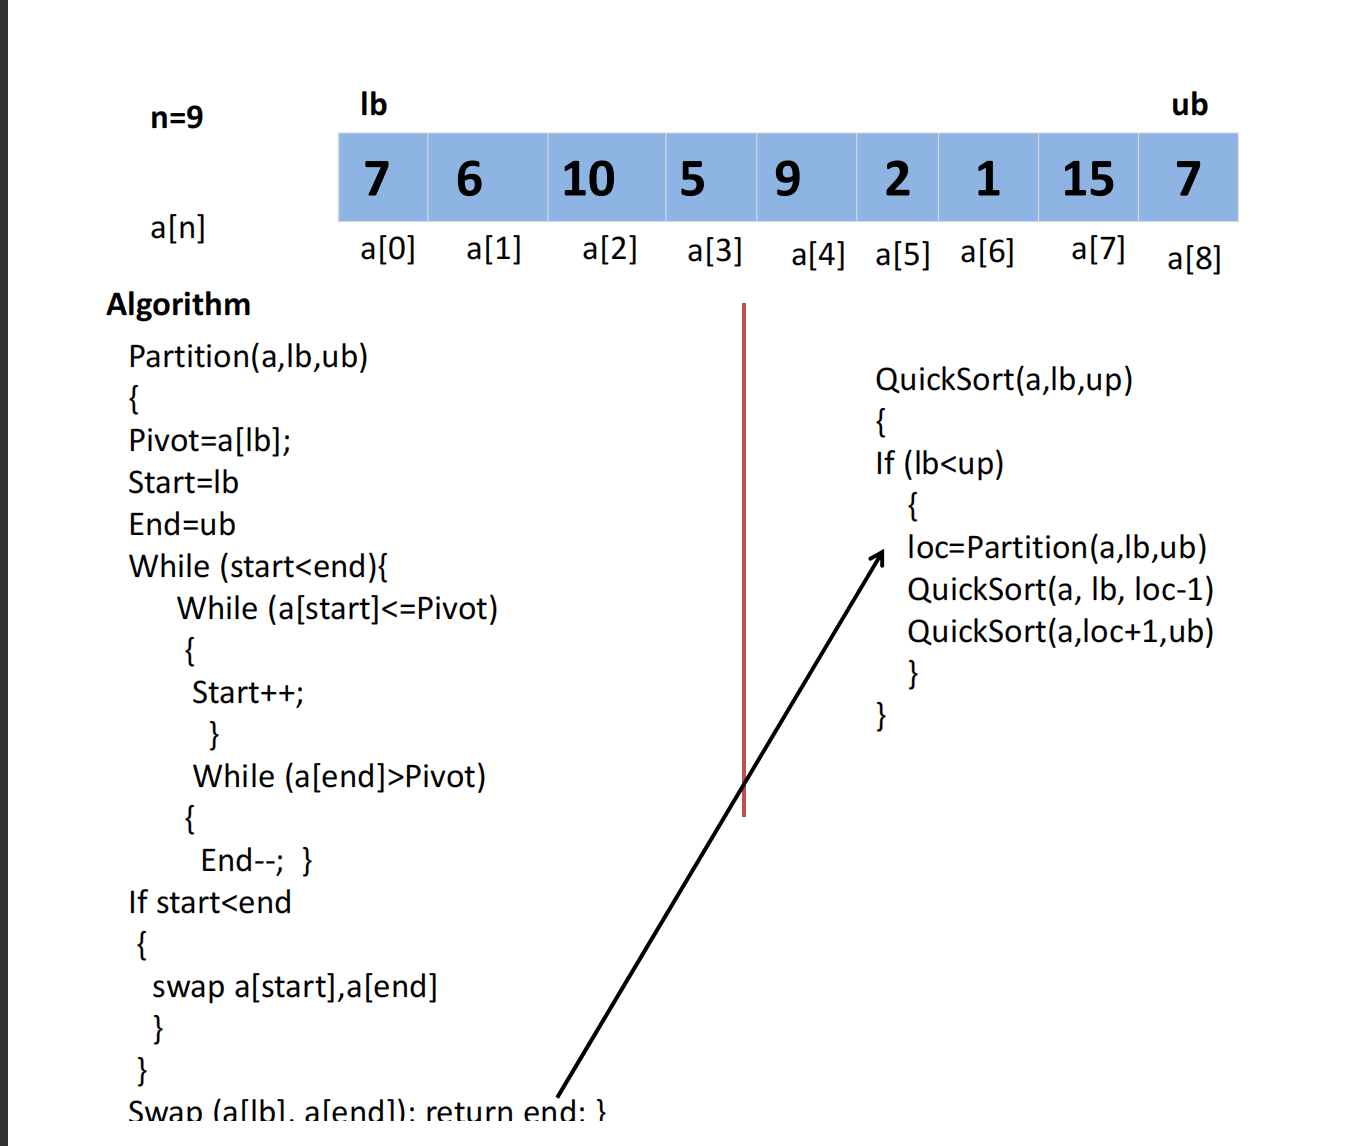 n=9
lb
ub
7 6 10 5 9 2 1 15 7
a[n]
a[0] a[1] a[2] a[3] a[4] a[5] a[6] a[7] a[8]
Algorithm
Partition(a,lb,ub)
{
Pivot=a[lb];
Start=lb
End=ub
While (start<end){
While (a[start]<=Pivot)
{
Start++;
}
While (a[end]>Pivot)
{
End--; }
If start<end
{
swap a[start],a[end]
}
}
Swap (a[lb], a[end]); return end; }
QuickSort(a,lb,up)
{
If (lb<up)
{
loc=Partition(a,lb,ub)
QuickSort(a, lb, loc-1)
QuickSort(a,loc+1,ub)
}
}